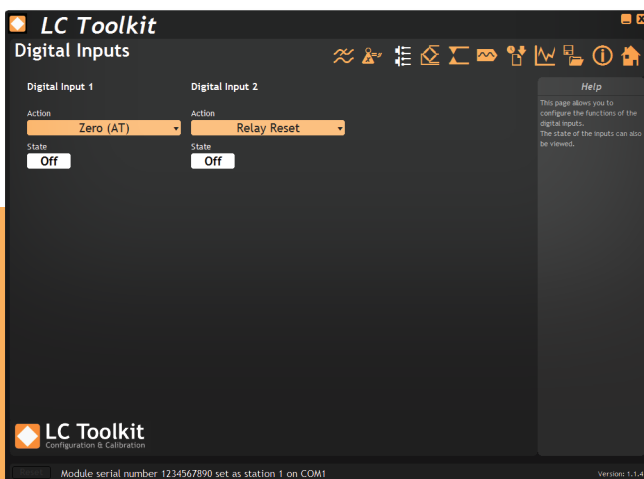 LC Toolkit
Digital Inputs
Digital Input 1
Digital Input 2
Help
This page allows you to
configure the functions of the
digital inputs.
The state of the inputs can also
be viewed.
Action
Action
Zero (AT)
Relay Reset
State
State
Off
Off
LC Toolkit
Configuration & Calibration
Module serial number 1234567890 set as station 1 on COM1
Version: 1.1.4